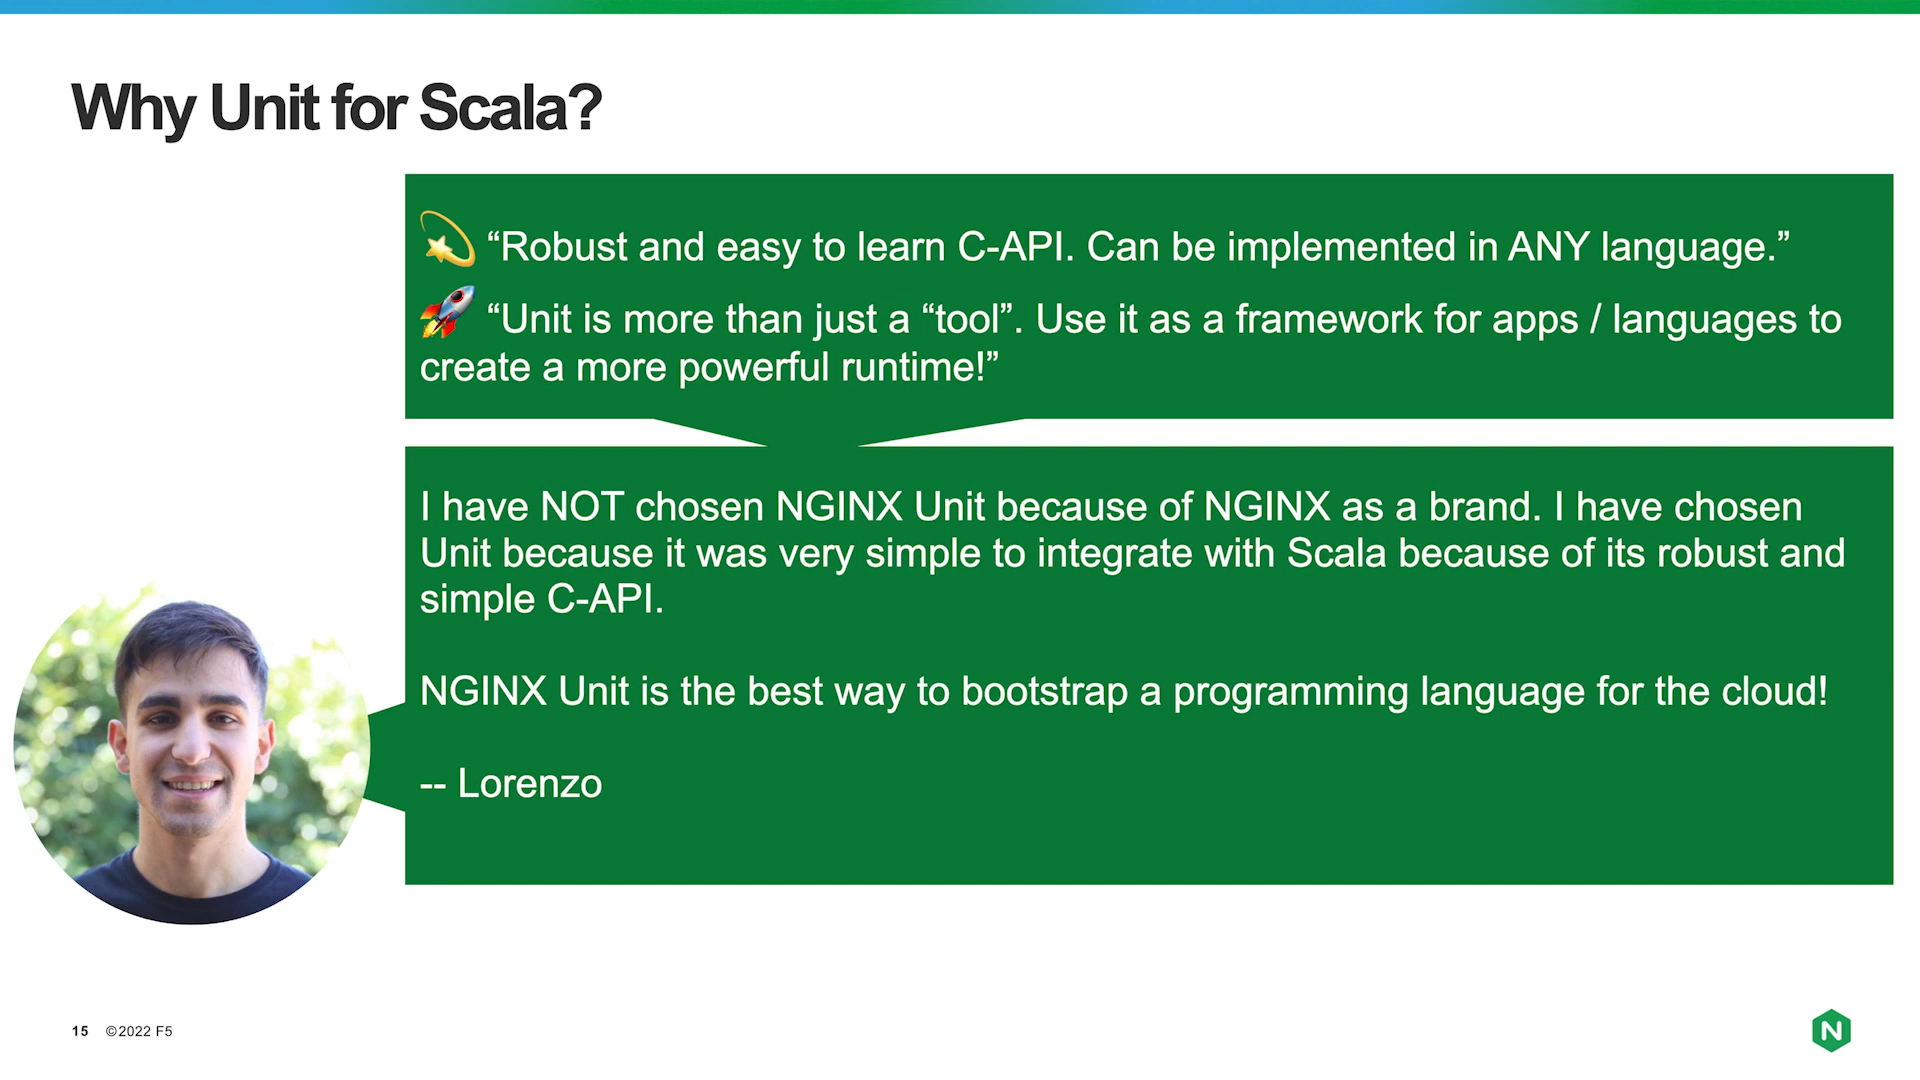 Why Unit for Scala?
💫 “Robust and easy to learn C-API. Can be implemented in ANY language.”
🚀 “Unit is more than just a “tool”. Use it as a framework for apps / languages to
create a more powerful runtime!”
I have NOT chosen NGINX Unit because of NGINX as a brand. I have chosen
Unit because it was very simple to integrate with Scala because of its robust and
simple C-API.
NGINX Unit is the best way to bootstrap a programming language for the cloud!
-- Lorenzo
15 ©2022 F5
N